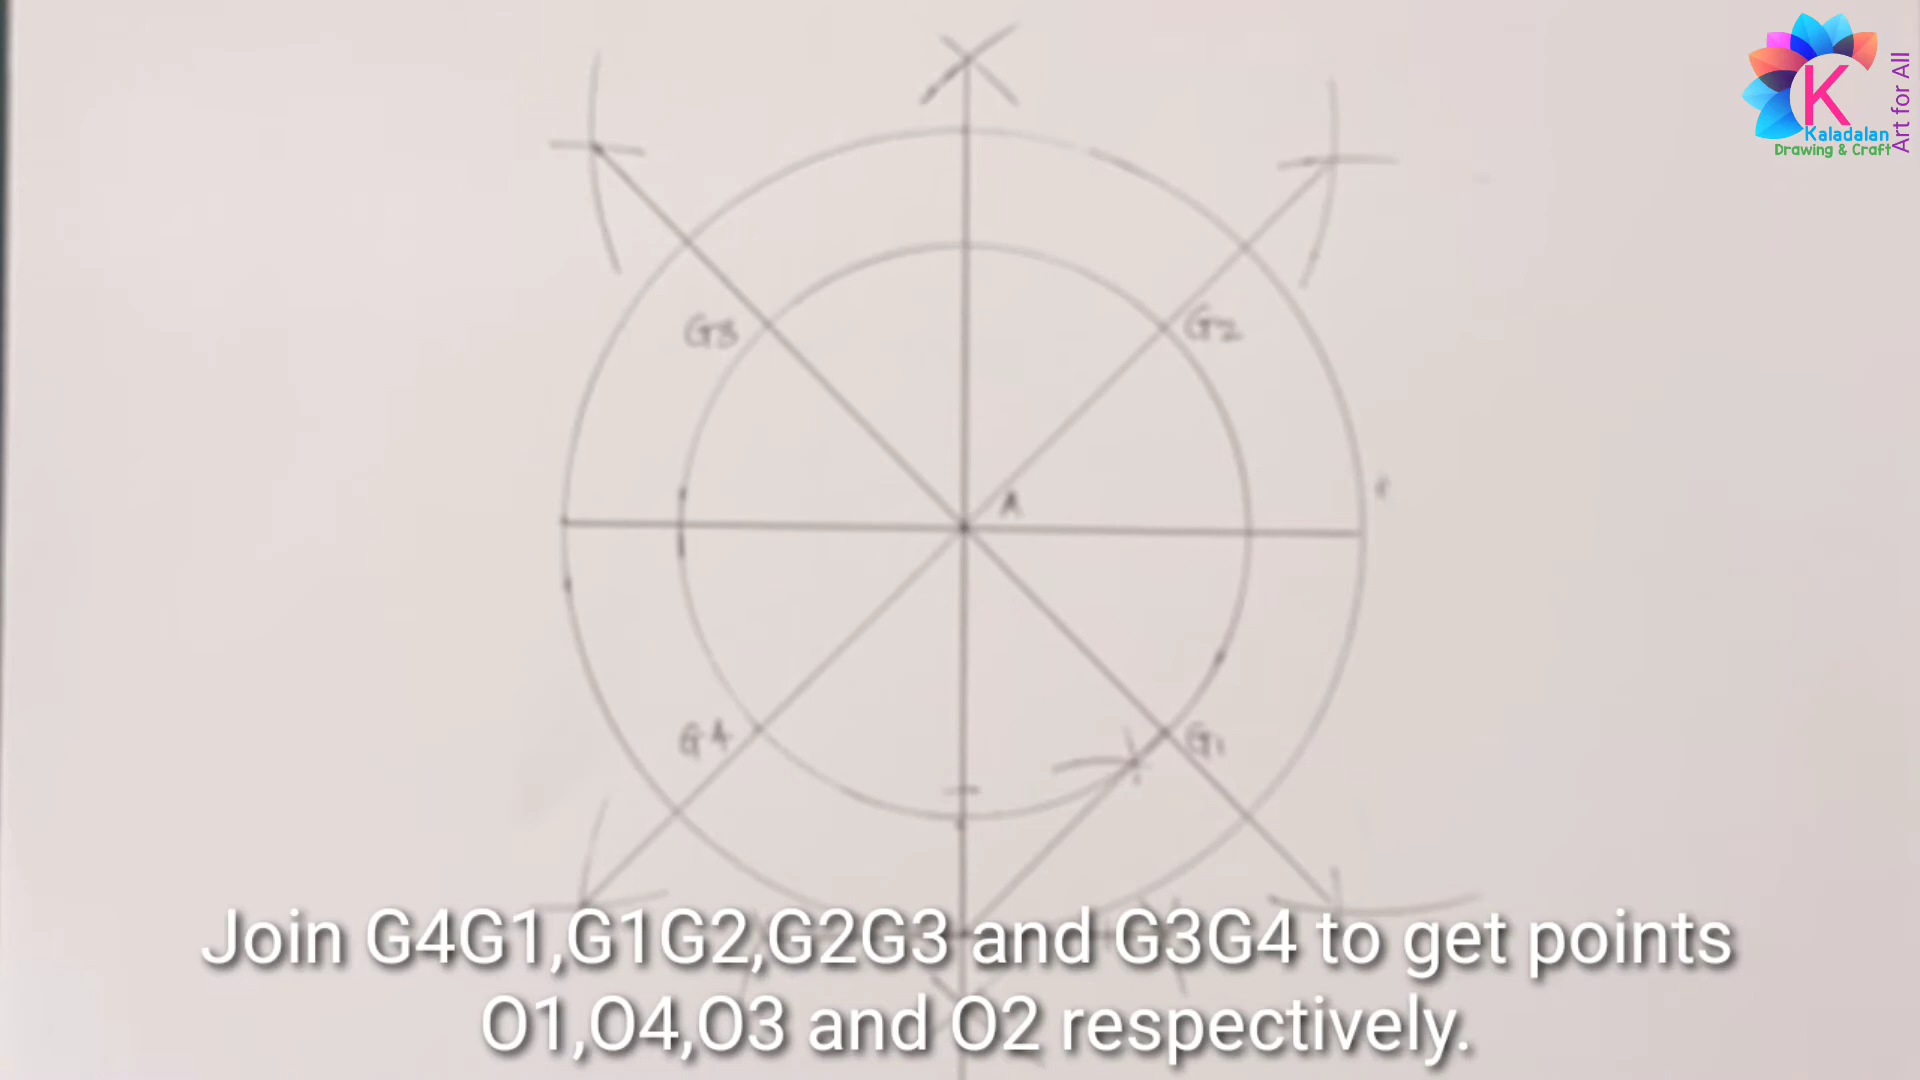 K
Kaladalan
Drawing & Craft
Art for All
G3
G2
A
G4
G1
Join G4G1,G1G2,G2G3 and G3G4 to get points
O1,O4,O3 and O2 respectively.